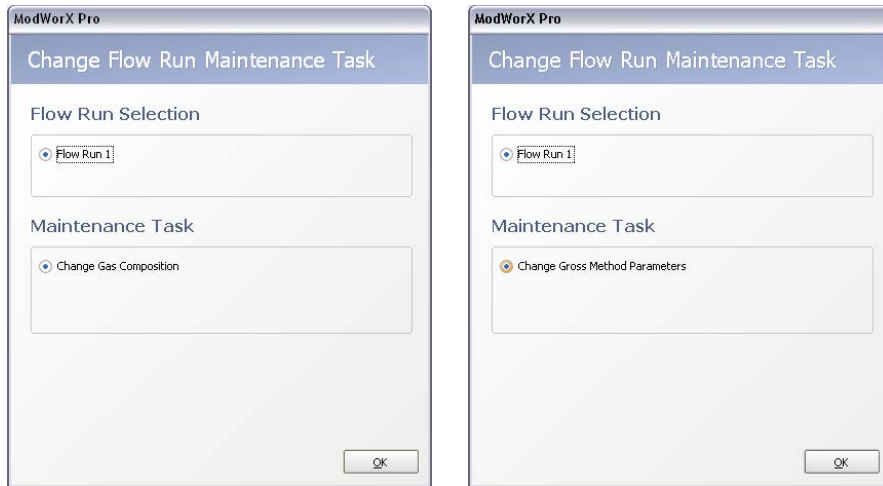 ModWorX Pro
Change Flow Run Maintenance Task
Flow Run Selection
Flow Run 1
Maintenance Task
Change Gas Composition
OK
ModWorX Pro
Change Flow Run Maintenance Task
Flow Run Selection
Flow Run 1
Maintenance Task
Change Gross Method Parameters
OK